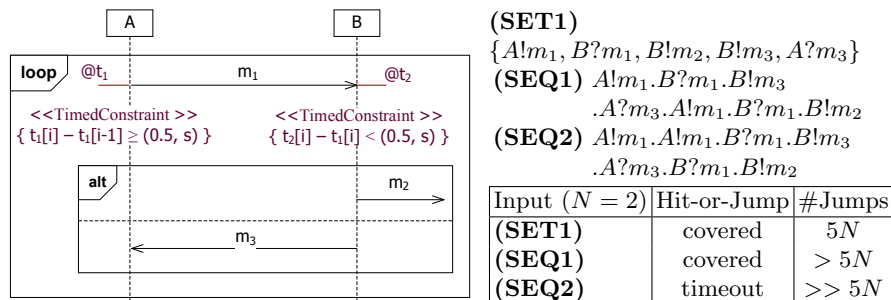 A
B
loop
@t1
m1
@t2
<<TimedConstraint >>
{ t1[i] − t1[i-1] ≥ (0.5, s) }
<<TimedConstraint >>
{ t2[i] − t1[i] < (0.5, s) }
alt
m2
m3
(SET1)
{A!m1, B?m1, B!m2, B!m3, A?m3}
(SEQ1) A!m1.B?m1.B!m3
.A?m3.A!m1.B?m1.B!m2
(SEQ2) A!m1.A!m1.B?m1.B!m3
.A?m3.B?m1.B!m2
Input (N = 2) Hit-or-Jump #Jumps
(SET1) covered 5N
(SEQ1) covered > 5N
(SEQ2) timeout >> 5N